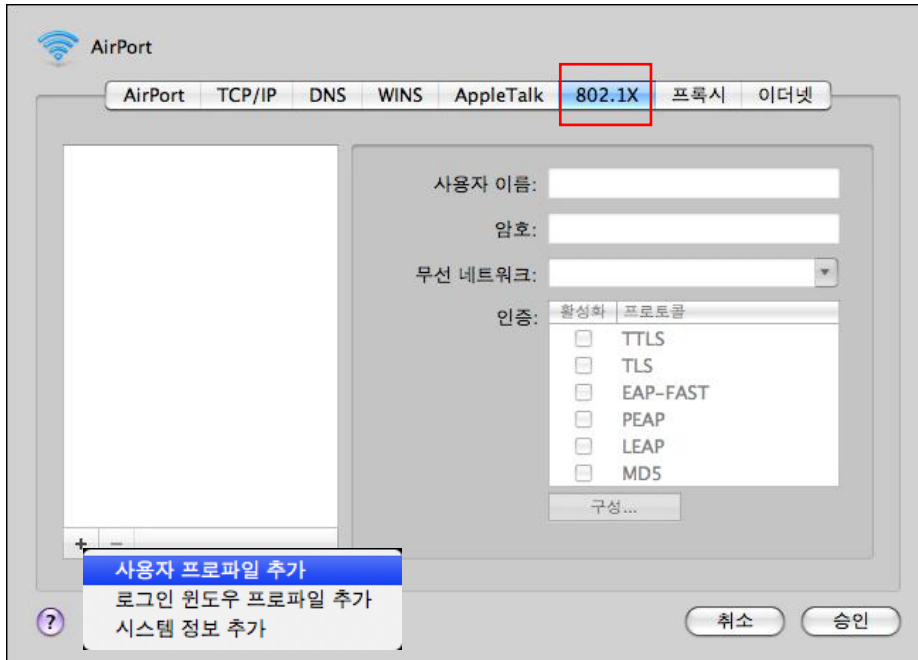 AirPort
AirPort TCP/IP DNS WINS AppleTalk 802.1X 프록시 이더넷
사용자 이름:
암호:
무선 네트워크:
인증:
활성화 프로토콜
TTLS
TLS
EAP-FAST
PEAP
LEAP
MD5
구성...
+ −
사용자 프로파일 추가
로그인 윈도우 프로파일 추가
시스템 정보 추가
? 취소 승인